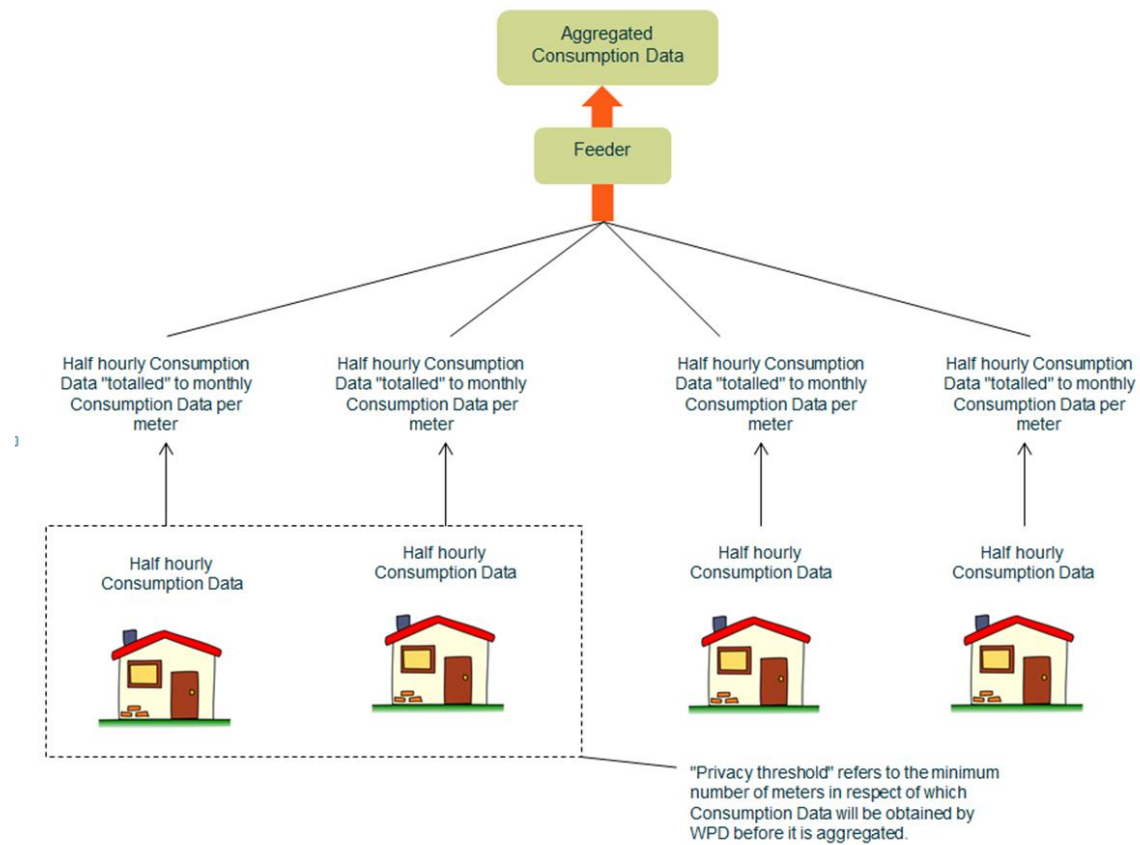 Aggregated
Consumption Data
Feeder
Half hourly Consumption
Data "totalled" to monthly
Consumption Data per
meter
Half hourly Consumption
Data "totalled" to monthly
Consumption Data per
meter
Half hourly Consumption
Data "totalled" to monthly
Consumption Data per
meter
Half hourly Consumption
Data "totalled" to monthly
Consumption Data per
meter
Half hourly
Consumption Data
Half hourly
Consumption Data
Half hourly
Consumption Data
Half hourly
Consumption Data
"Privacy threshold" refers to the minimum
number of meters in respect of which
Consumption Data will be obtained by
WPD before it is aggregated.